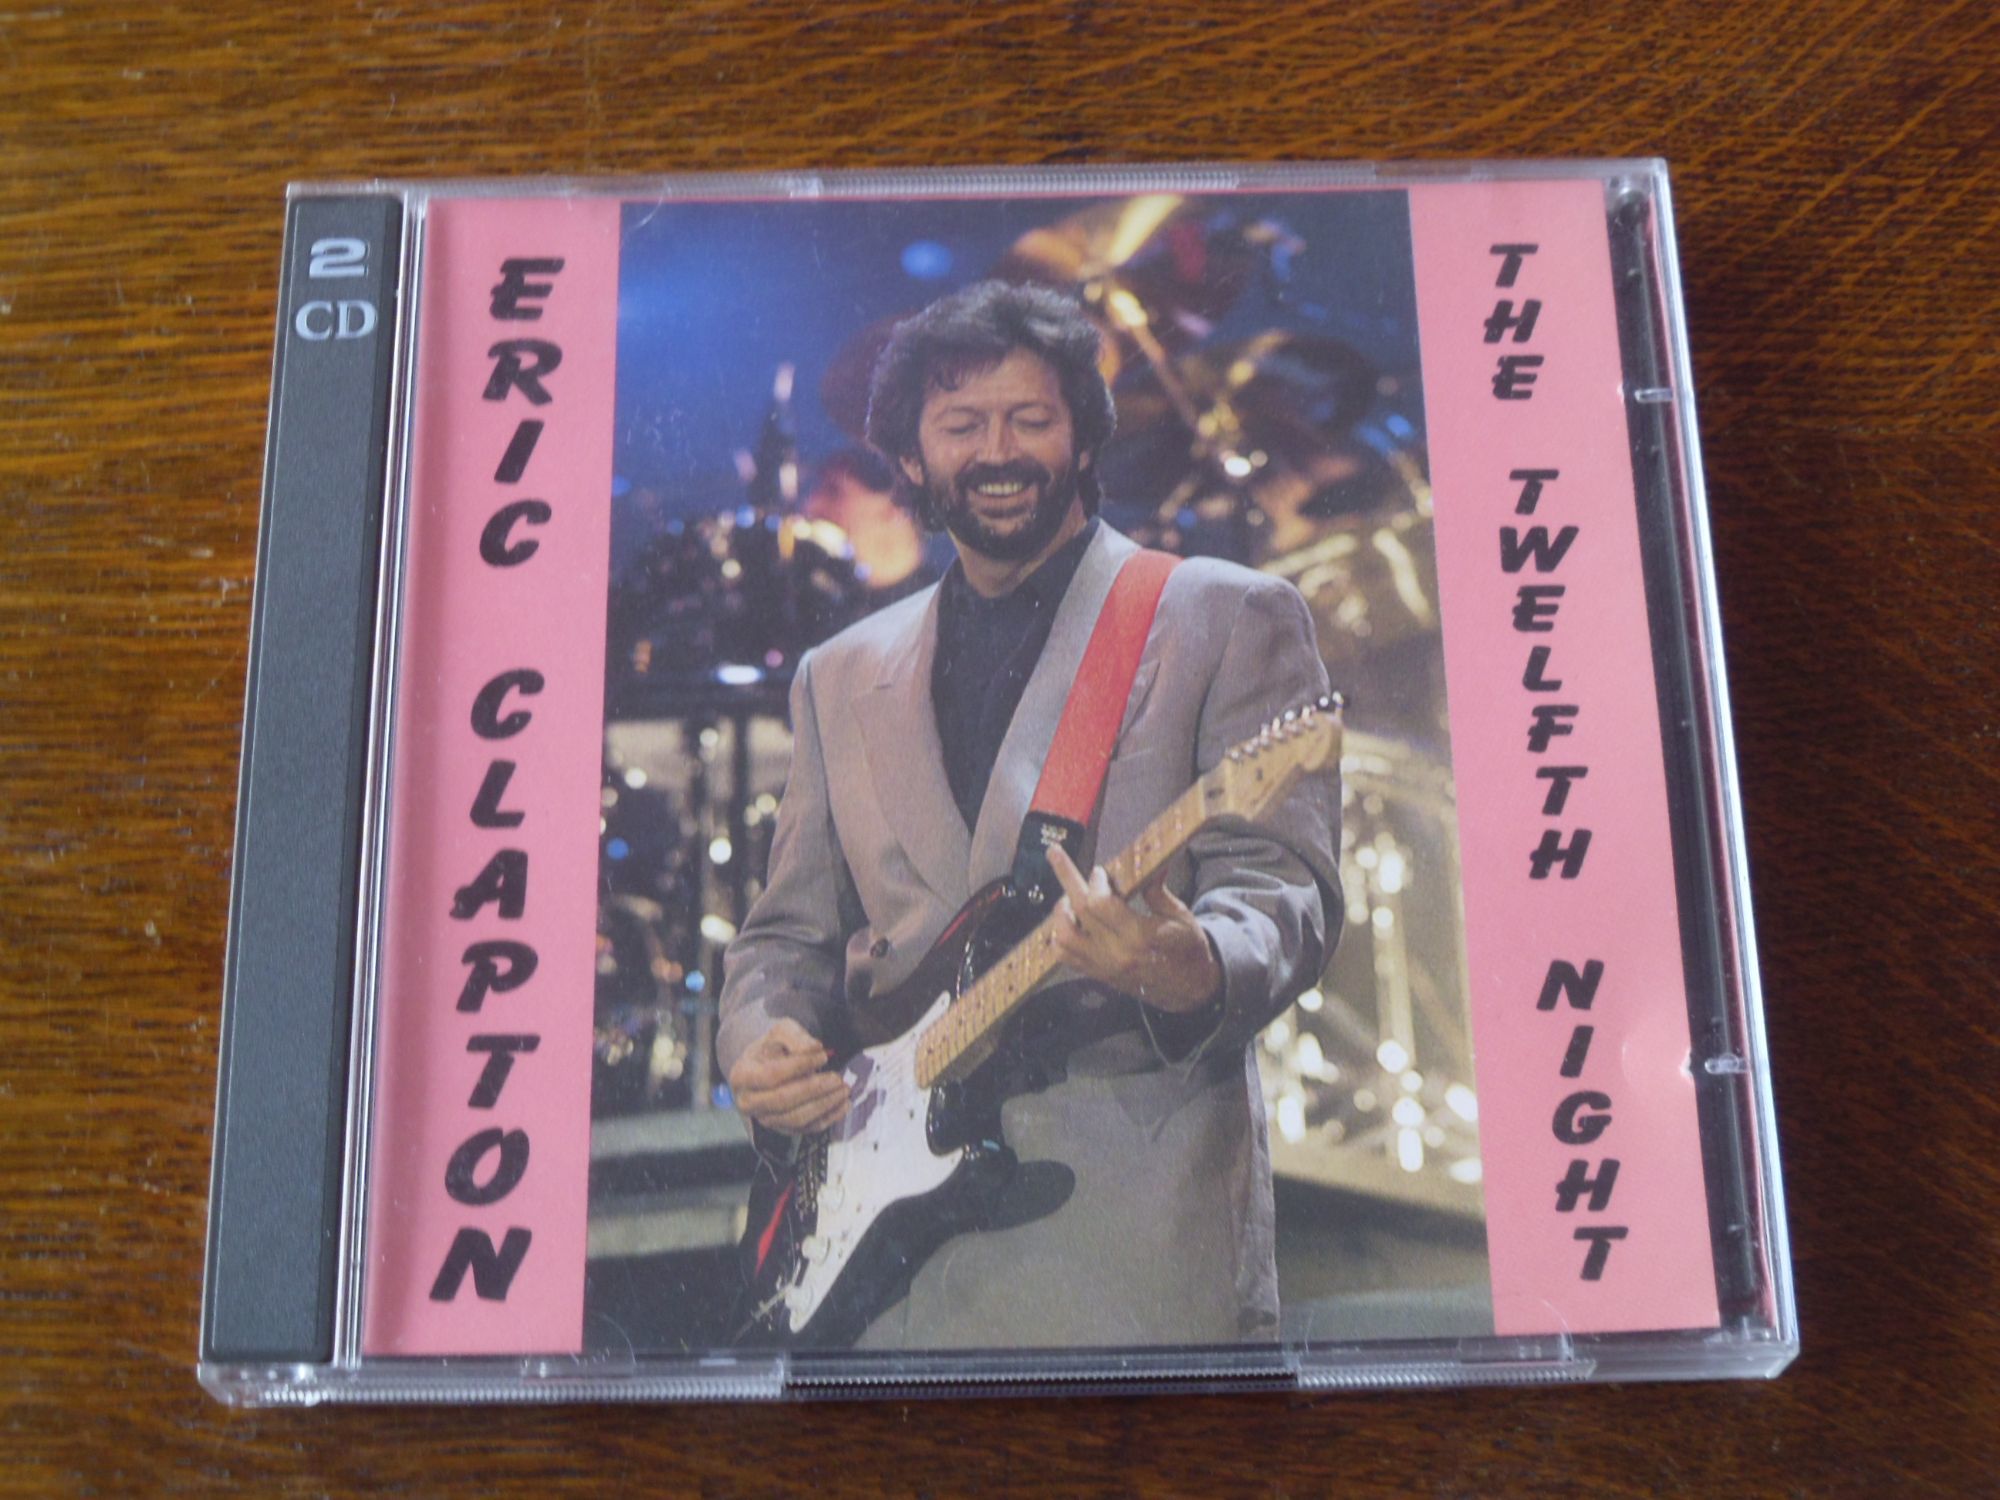 2
CD
ERIC CLAPTON
THE TWELFTH NIGHT